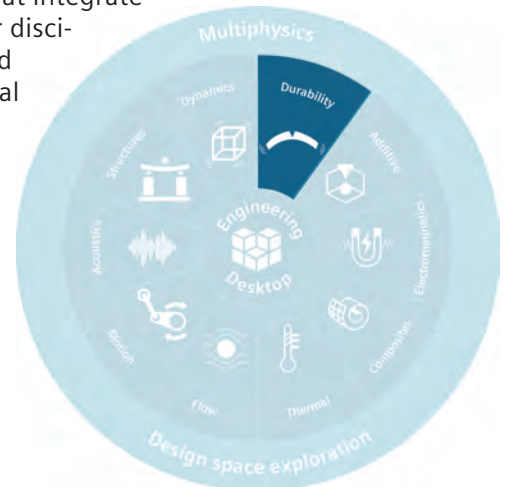 at integrate
r disci-
d
al
Multiphysics
Dynamics
Durability
Additive
Structures
Engineering
Desktop
Acoustics
Electromagnetics
Motion
Composites
Flow
Thermal
Design space exploration